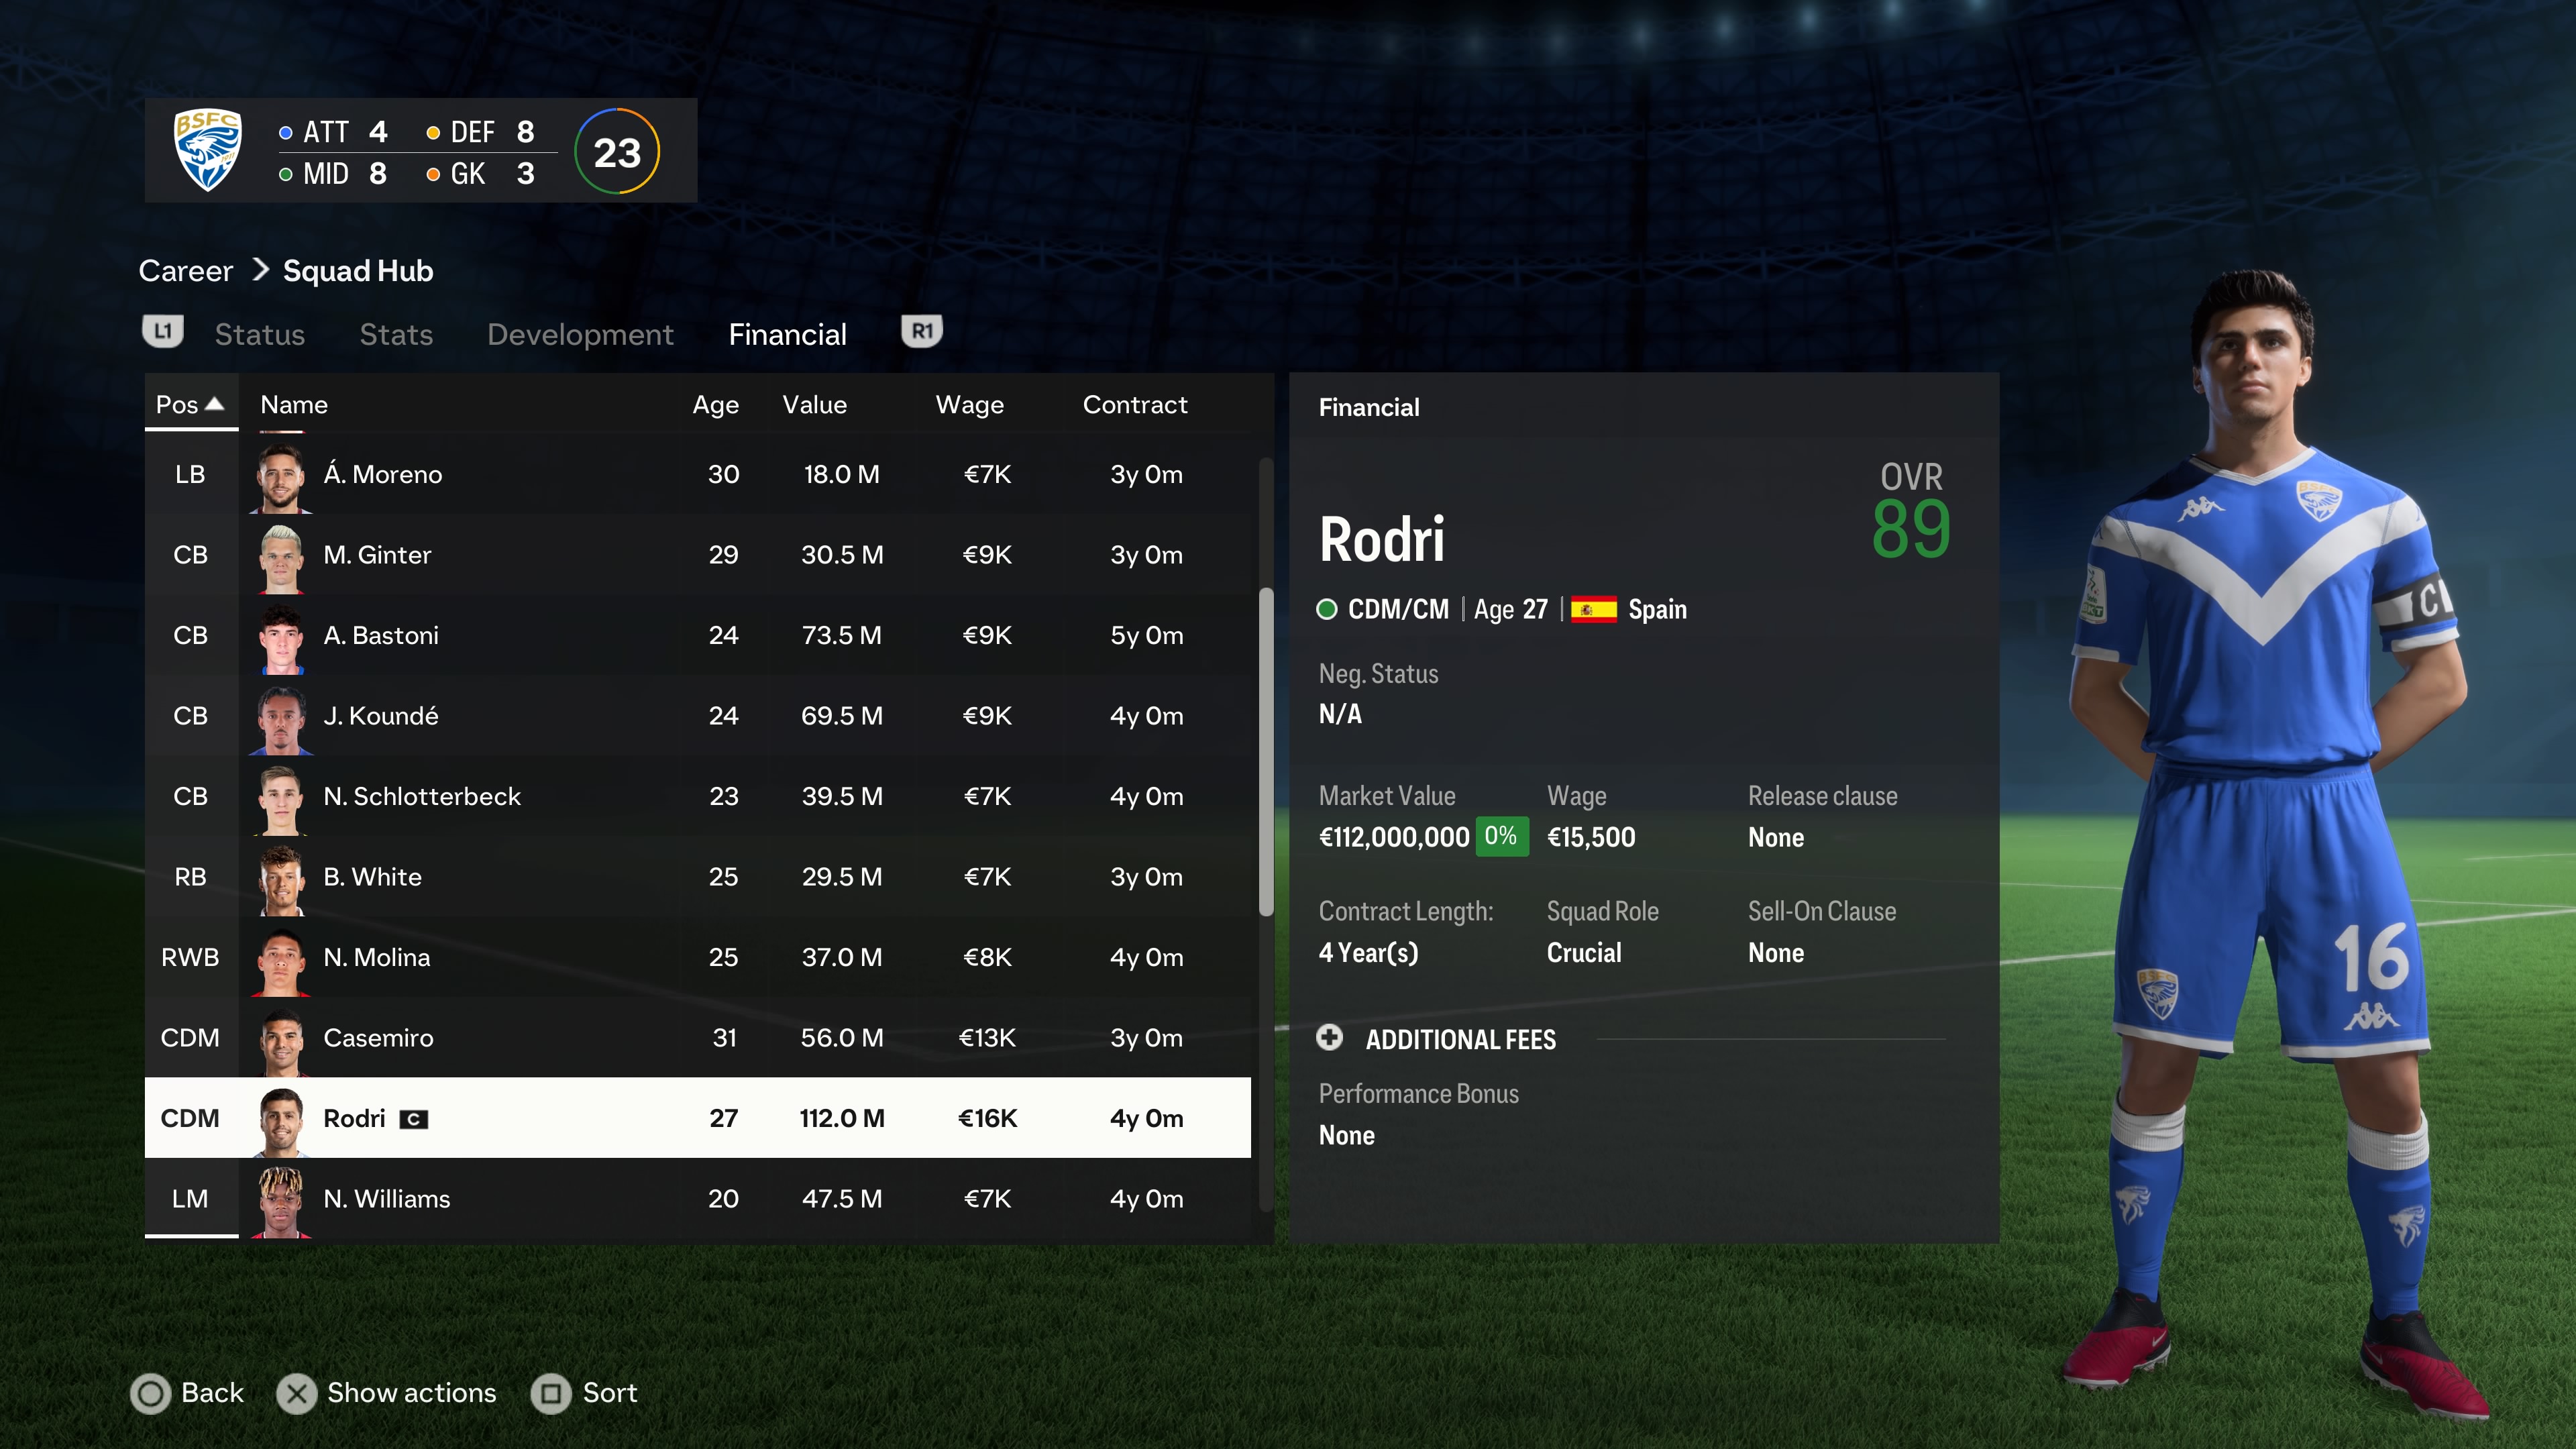 BSFC
ATT 4 DEF 8
MID 8 GK 3
23
Career > Squad Hub
L1 Status Stats Development Financial R1
Pos Name Age Value Wage Contract
LB Á. Moreno 30 18.0 M €7K 3y 0m
CB M. Ginter 29 30.5 M €9K 3y 0m
CB A. Bastoni 24 73.5 M €9K 5y 0m
CB J. Koundé 24 69.5 M €9K 4y 0m
CB N. Schlotterbeck 23 39.5 M €7K 4y 0m
RB B. White 25 29.5 M €7K 3y 0m
RWB N. Molina 25 37.0 M €8K 4y 0m
CDM Casemiro 31 56.0 M €13K 3y 0m
CDM Rodri C 27 112.0 M €16K 4y 0m
LM N. Williams 20 47.5 M €7K 4y 0m
Financial
OVR
89
Rodri
CDM/CM | Age 27 | Spain
Neg. Status
N/A
Market Value Wage Release clause
€112,000,000 0% €15,500 None
Contract Length: Squad Role Sell-On Clause
4 Year(s) Crucial None
ADDITIONAL FEES
Performance Bonus
None
BSFC
C
16
Back Show actions Sort